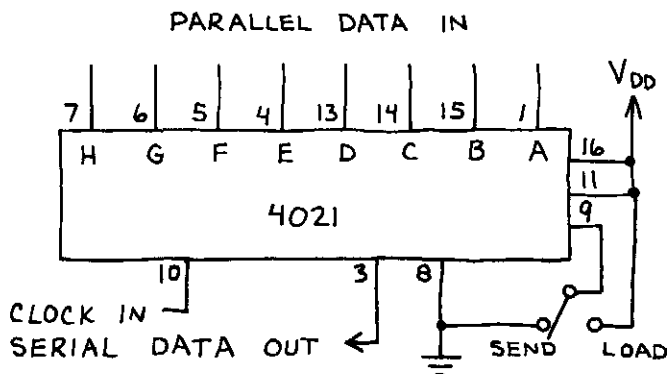 PARALLEL DATA IN
VDD
7 6 5 4 13 14 15 1
H G F E D C B A
16
11
9
4021
10 3 8
CLOCK IN
SERIAL DATA OUT
SEND LOAD